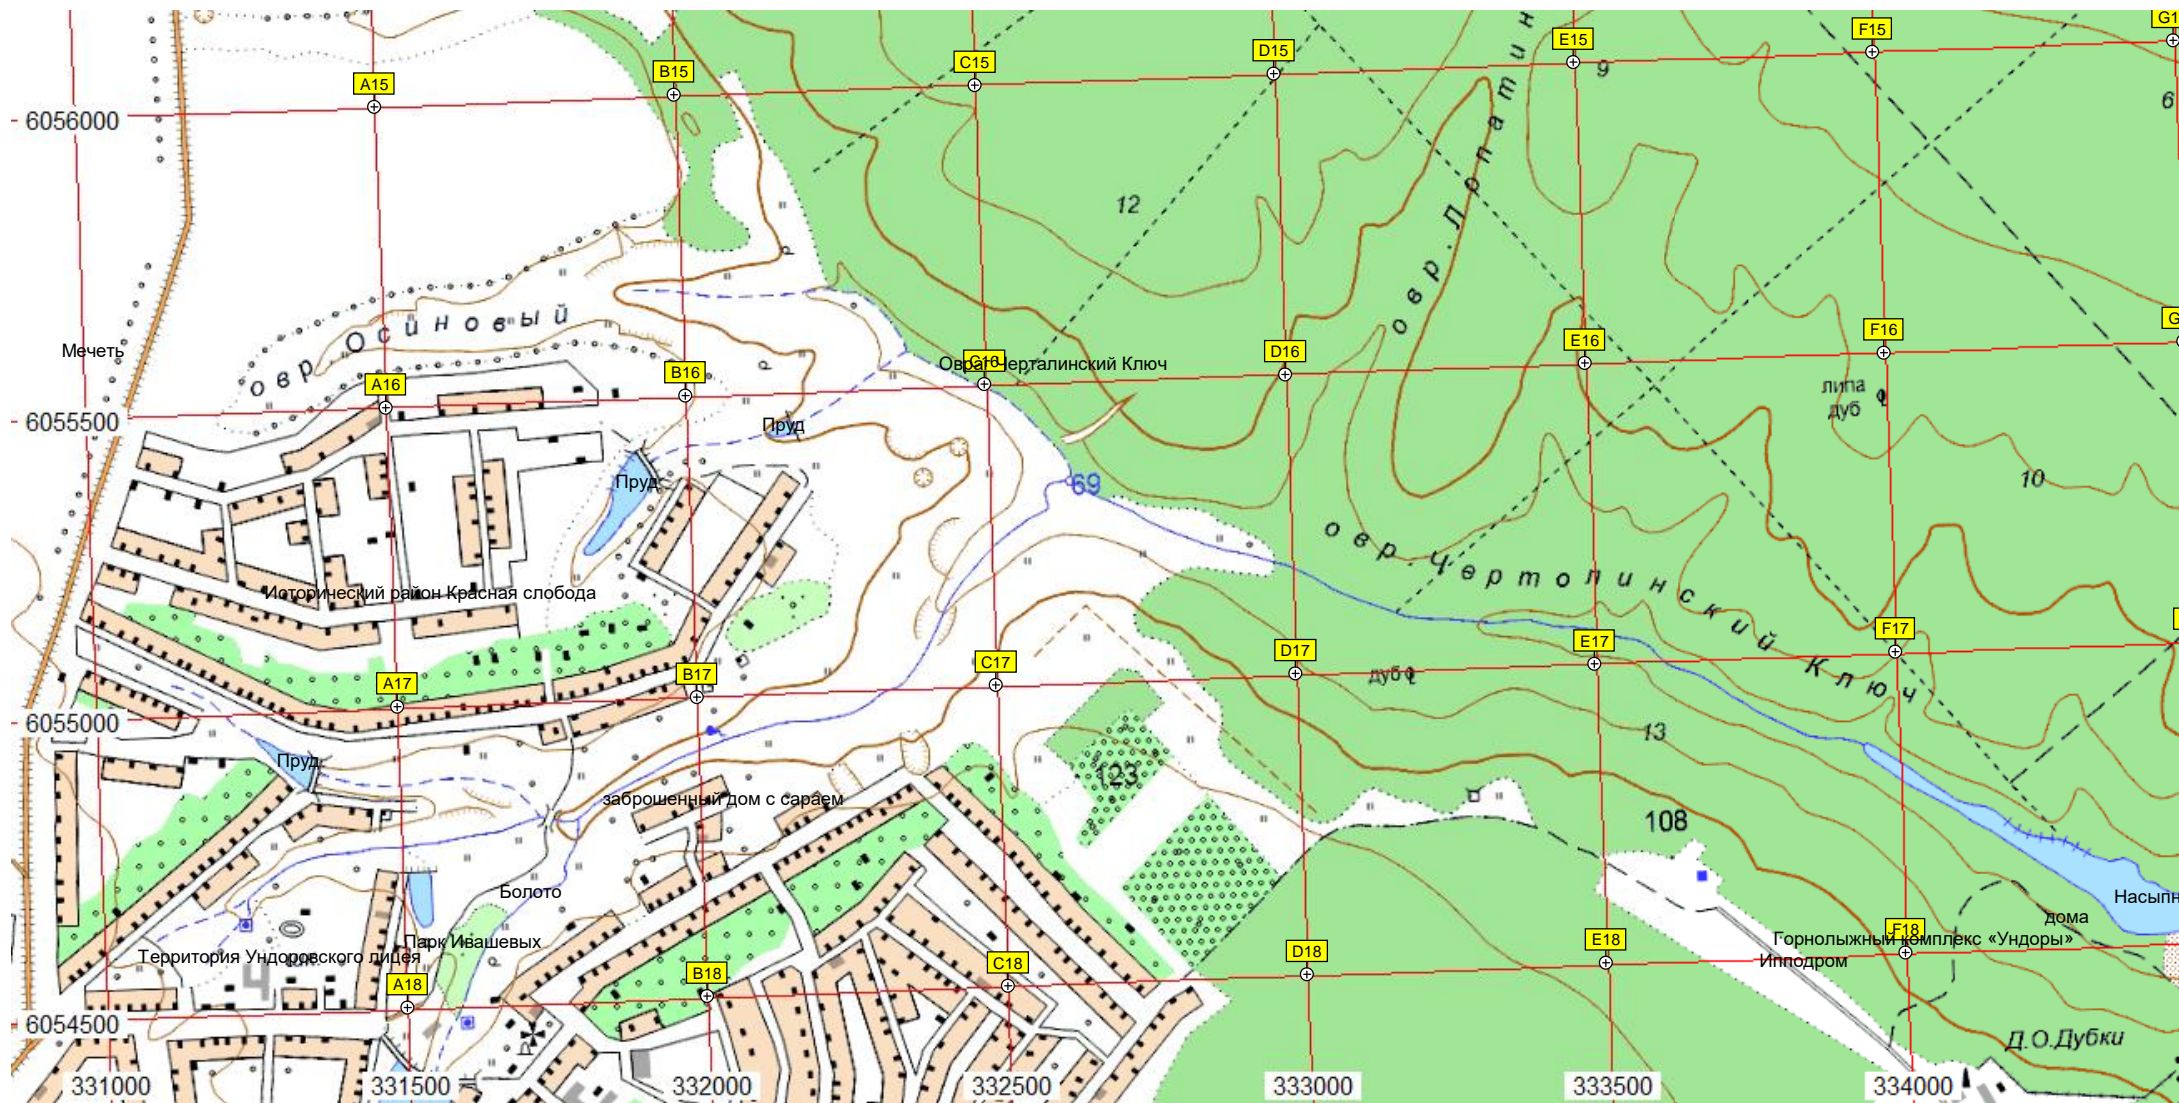 A15
B15
C15
D15
E15
F15
G1
9
6
6056000
12
овр. Лопатин
овр Осиновый
Мечеть
A16
B16
Овраг Черталинский Ключ
D16
E16
F16
G
липа
дуб
6055500
Пруд
Пруд
69
10
овр. Чертолинский Ключ
Исторический район Красная слобода
A17
B17
C17
D17
дуб
E17
F17
6055000
Пруд
13
123
заброшенный дом с сараем
108
Болото
Насыпн
дома
Парк Ивашевых
Территория Ундоровского лицея
F18
Горнолыжный комплекс «Ундоры»
Ипподром
A18
B18
C18
D18
E18
6054500
Д.О.Дубки
331000
331500
332000
332500
333000
333500
334000